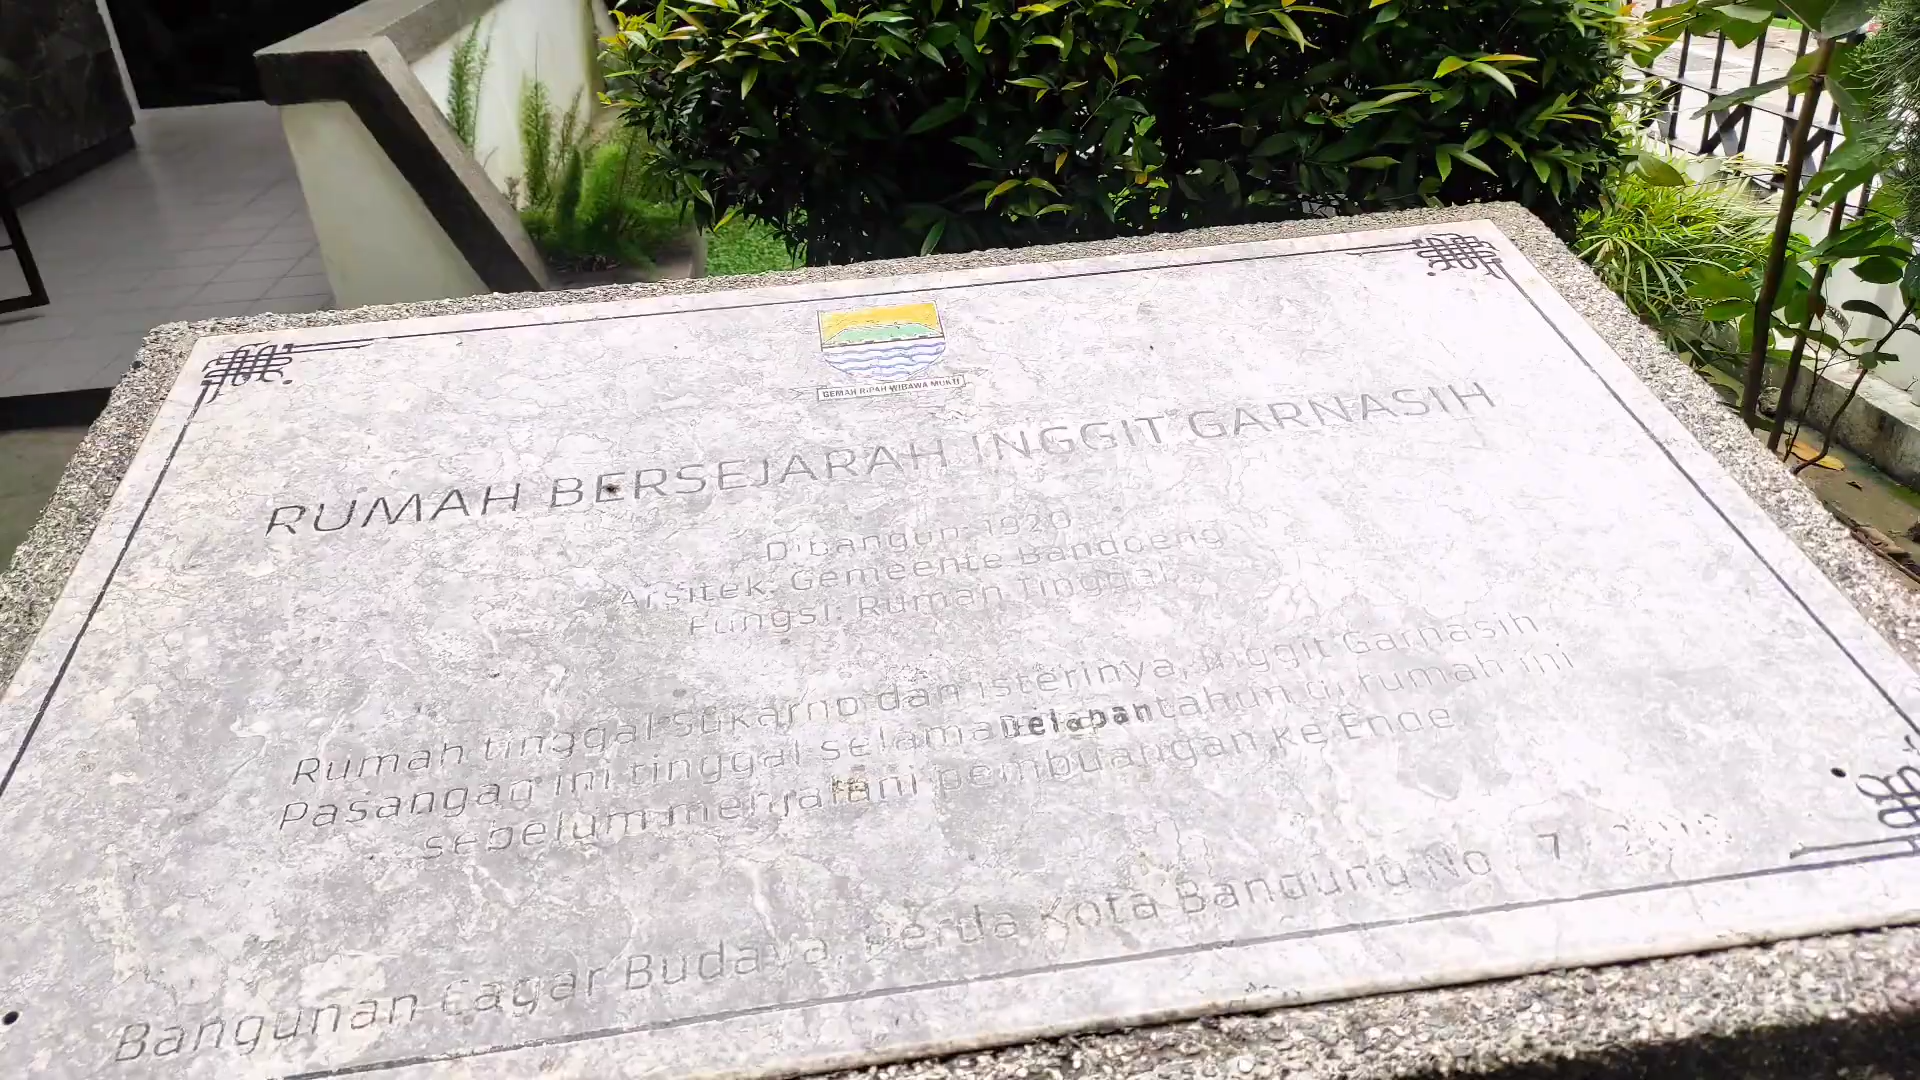 GEMAH RIPAH WIBAWA MUKTI
RUMAH BERSEJARAH INGGIT GARNASIH
Dibangun: 1920
Arsitek: Gemeente Bandoeng
Fungsi: Rumah Tinggal
Rumah tinggal Sukarno dan isterinya, Inggit Garnasih
Pasangan ini tinggal selama Delapan tahun di rumah ini
sebelum menjalani pembuangan ke Ende
Bangunan Cagar Budaya, Perda Kota Bandung No 7